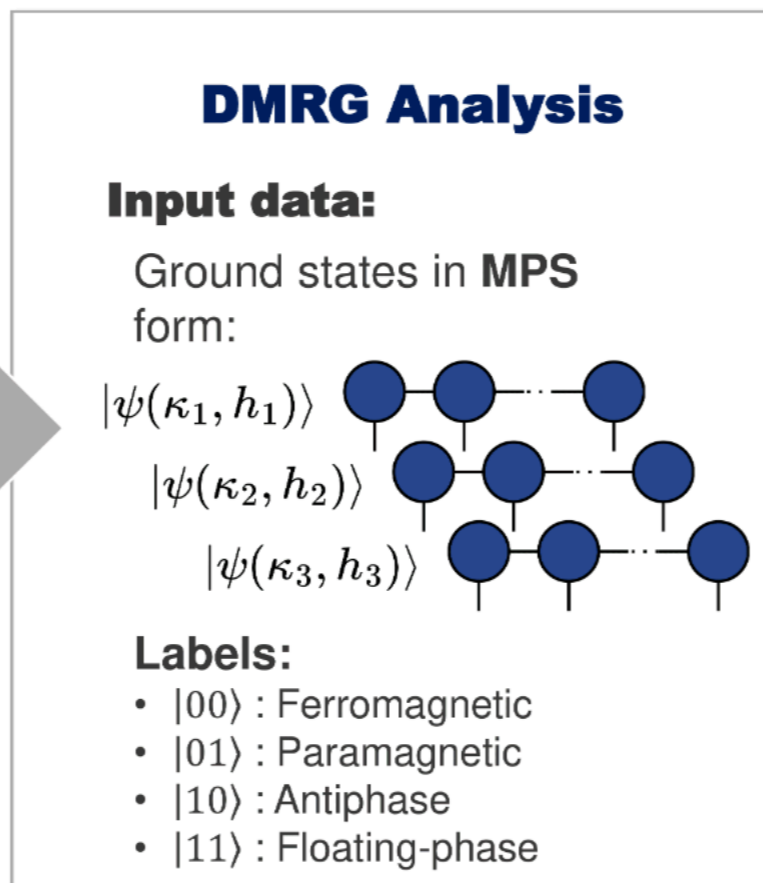 DMRG Analysis
Input data:
Ground states in MPS
form:
|ψ(κ₁, h₁)⟩
|ψ(κ₂, h₂)⟩
|ψ(κ₃, h₃)⟩
Labels:
• |00⟩ : Ferromagnetic
• |01⟩ : Paramagnetic
• |10⟩ : Antiphase
• |11⟩ : Floating-phase